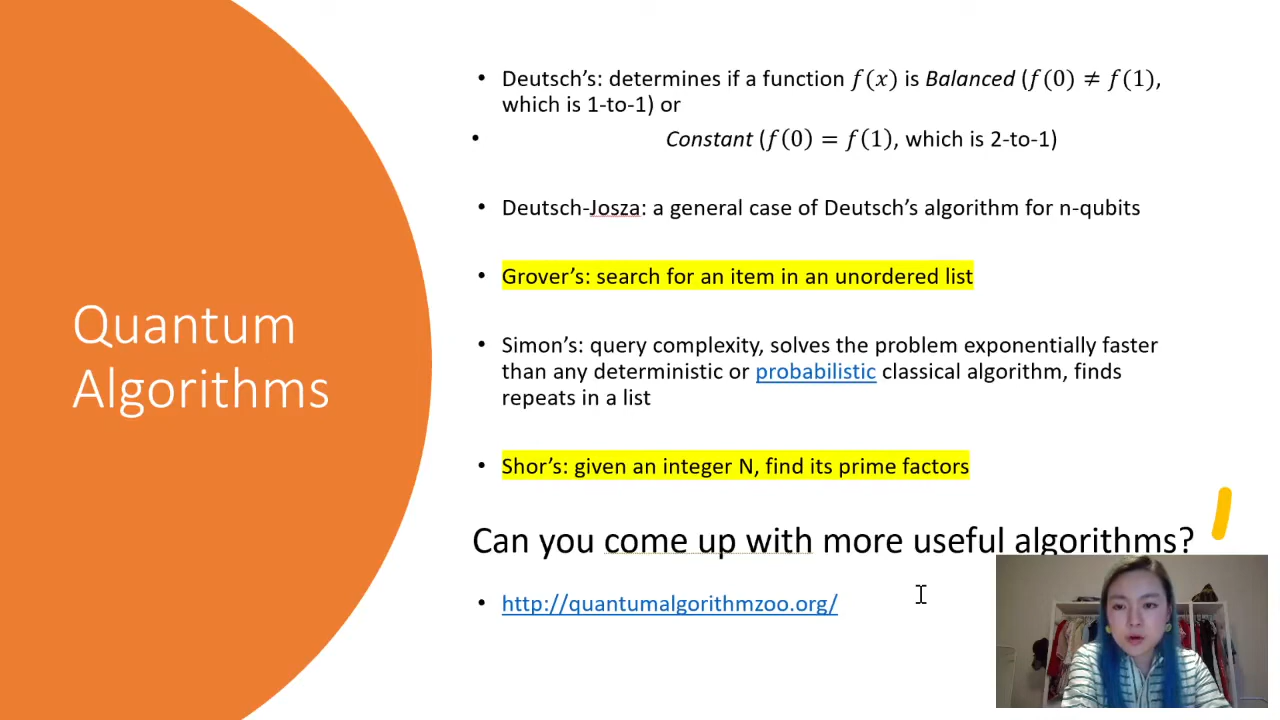 Quantum
Algorithms
• Deutsch’s: determines if a function 𝑓(𝑥) is Balanced (𝑓(0) ≠ 𝑓(1),
which is 1-to-1) or
• Constant (𝑓(0) = 𝑓(1), which is 2-to-1)
• Deutsch-Josza: a general case of Deutsch’s algorithm for n-qubits
• Grover’s: search for an item in an unordered list
• Simon’s: query complexity, solves the problem exponentially faster
than any deterministic or probabilistic classical algorithm, finds
repeats in a list
• Shor’s: given an integer N, find its prime factors
Can you come up with more useful algorithms?
• http://quantumalgorithmzoo.org/